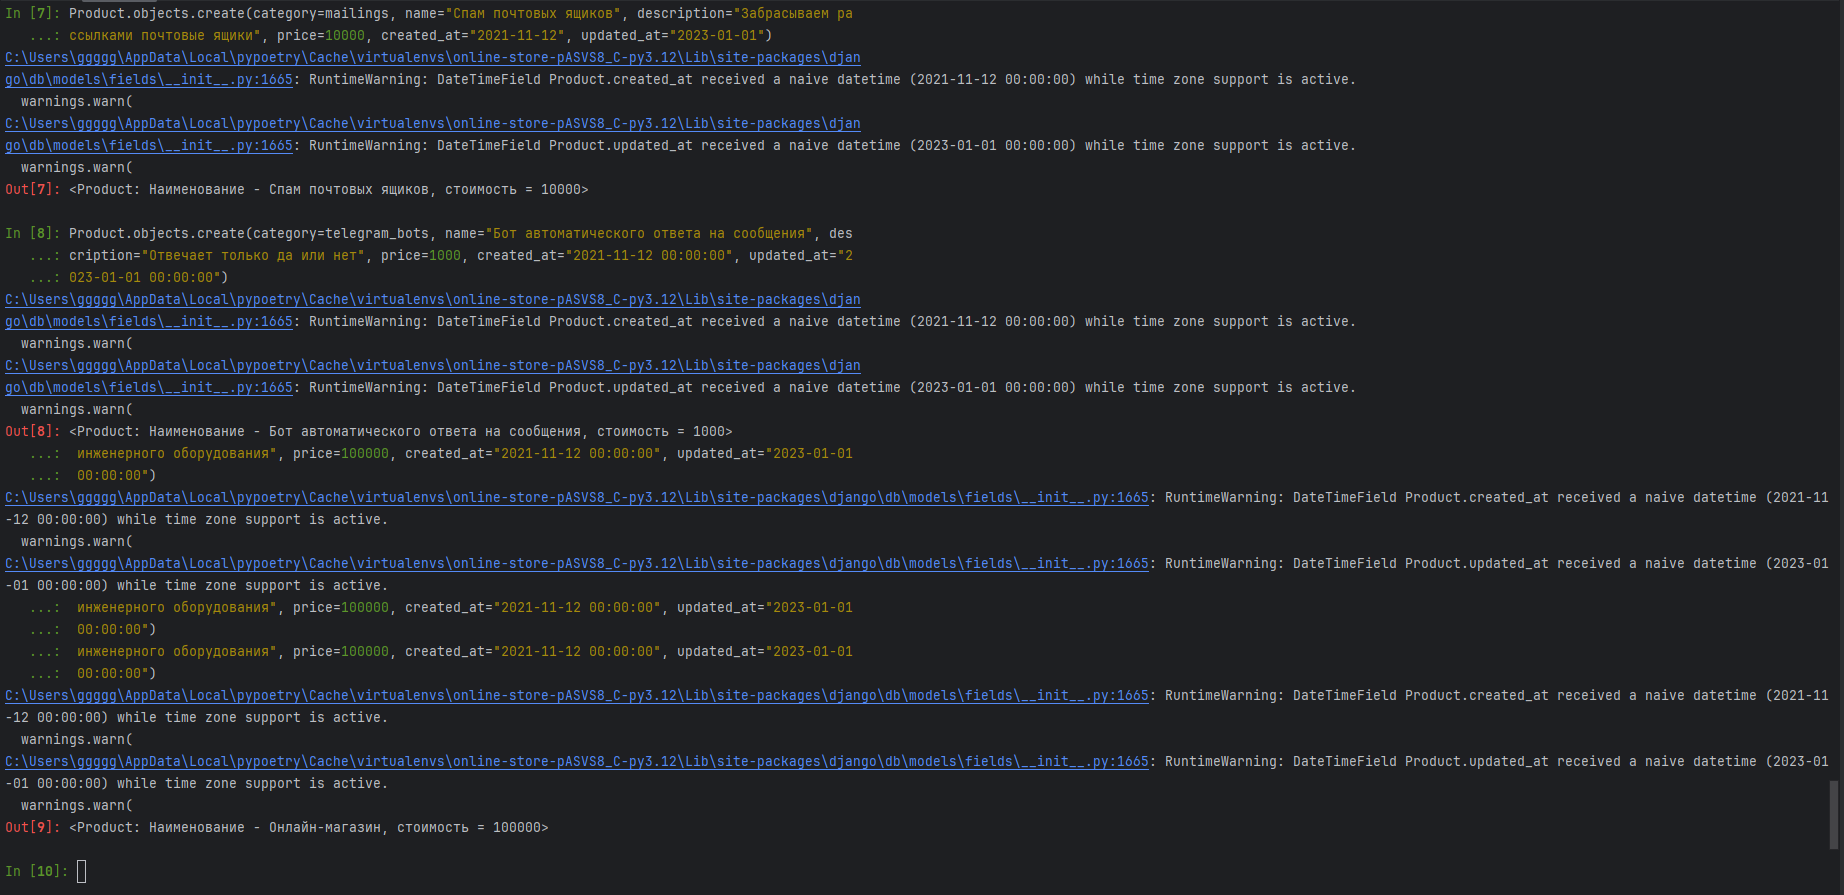 In [7]: Product.objects.create(category=mailings, name="Спам почтовых ящиков", description="Забрасываем ра
   ...: ссылками почтовые ящики", price=10000, created_at="2021-11-12", updated_at="2023-01-01")
C:\Users\ggggg\AppData\Local\pypoetry\Cache\virtualenvs\online-store-pASVS8_C-py3.12\Lib\site-packages\djan
go\db\models\fields\__init__.py:1665: RuntimeWarning: DateTimeField Product.created_at received a naive datetime (2021-11-12 00:00:00) while time zone support is active.
  warnings.warn(
C:\Users\ggggg\AppData\Local\pypoetry\Cache\virtualenvs\online-store-pASVS8_C-py3.12\Lib\site-packages\djan
go\db\models\fields\__init__.py:1665: RuntimeWarning: DateTimeField Product.updated_at received a naive datetime (2023-01-01 00:00:00) while time zone support is active.
  warnings.warn(
Out[7]: <Product: Наименование - Спам почтовых ящиков, стоимость = 10000>
In [8]: Product.objects.create(category=telegram_bots, name="Бот автоматического ответа на сообщения", des
   ...: cription="Отвечает только да или нет", price=1000, created_at="2021-11-12 00:00:00", updated_at="2
   ...: 023-01-01 00:00:00")
C:\Users\ggggg\AppData\Local\pypoetry\Cache\virtualenvs\online-store-pASVS8_C-py3.12\Lib\site-packages\djan
go\db\models\fields\__init__.py:1665: RuntimeWarning: DateTimeField Product.created_at received a naive datetime (2021-11-12 00:00:00) while time zone support is active.
  warnings.warn(
C:\Users\ggggg\AppData\Local\pypoetry\Cache\virtualenvs\online-store-pASVS8_C-py3.12\Lib\site-packages\djan
go\db\models\fields\__init__.py:1665: RuntimeWarning: DateTimeField Product.updated_at received a naive datetime (2023-01-01 00:00:00) while time zone support is active.
  warnings.warn(
Out[8]: <Product: Наименование - Бот автоматического ответа на сообщения, стоимость = 1000>
   ...:  инженерного оборудования", price=100000, created_at="2021-11-12 00:00:00", updated_at="2023-01-01
   ...:  00:00:00")
C:\Users\ggggg\AppData\Local\pypoetry\Cache\virtualenvs\online-store-pASVS8_C-py3.12\Lib\site-packages\django\db\models\fields\__init__.py:1665: RuntimeWarning: DateTimeField Product.created_at received a naive datetime (2021-11
-12 00:00:00) while time zone support is active.
  warnings.warn(
C:\Users\ggggg\AppData\Local\pypoetry\Cache\virtualenvs\online-store-pASVS8_C-py3.12\Lib\site-packages\django\db\models\fields\__init__.py:1665: RuntimeWarning: DateTimeField Product.updated_at received a naive datetime (2023-01
-01 00:00:00) while time zone support is active.
   ...:  инженерного оборудования", price=100000, created_at="2021-11-12 00:00:00", updated_at="2023-01-01
   ...:  00:00:00")
   ...:  инженерного оборудования", price=100000, created_at="2021-11-12 00:00:00", updated_at="2023-01-01
   ...:  00:00:00")
C:\Users\ggggg\AppData\Local\pypoetry\Cache\virtualenvs\online-store-pASVS8_C-py3.12\Lib\site-packages\django\db\models\fields\__init__.py:1665: RuntimeWarning: DateTimeField Product.created_at received a naive datetime (2021-11
-12 00:00:00) while time zone support is active.
  warnings.warn(
C:\Users\ggggg\AppData\Local\pypoetry\Cache\virtualenvs\online-store-pASVS8_C-py3.12\Lib\site-packages\django\db\models\fields\__init__.py:1665: RuntimeWarning: DateTimeField Product.updated_at received a naive datetime (2023-01
-01 00:00:00) while time zone support is active.
  warnings.warn(
Out[9]: <Product: Наименование - Онлайн-магазин, стоимость = 100000>
In [10]: